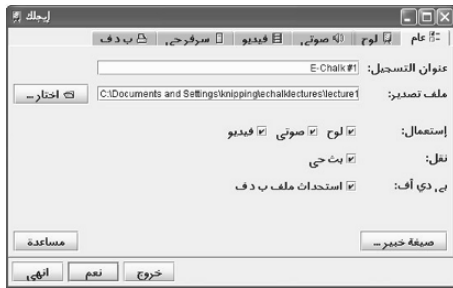 إيجلك
عام لوح صوتي فيديو سرفرحي ب د ف
عنوان التسجيل: E-Chalk #1
ملف تصدير: C:\Documents and Settings\knipping\echalklectures\lecture1 اختار ...
إستعمال: لوح صوتي فيديو
نقل: بث حي
بي دي أف: استحداث ملف ب د ف
صيغة خبير ... مساعدة
خروج نعم انهي